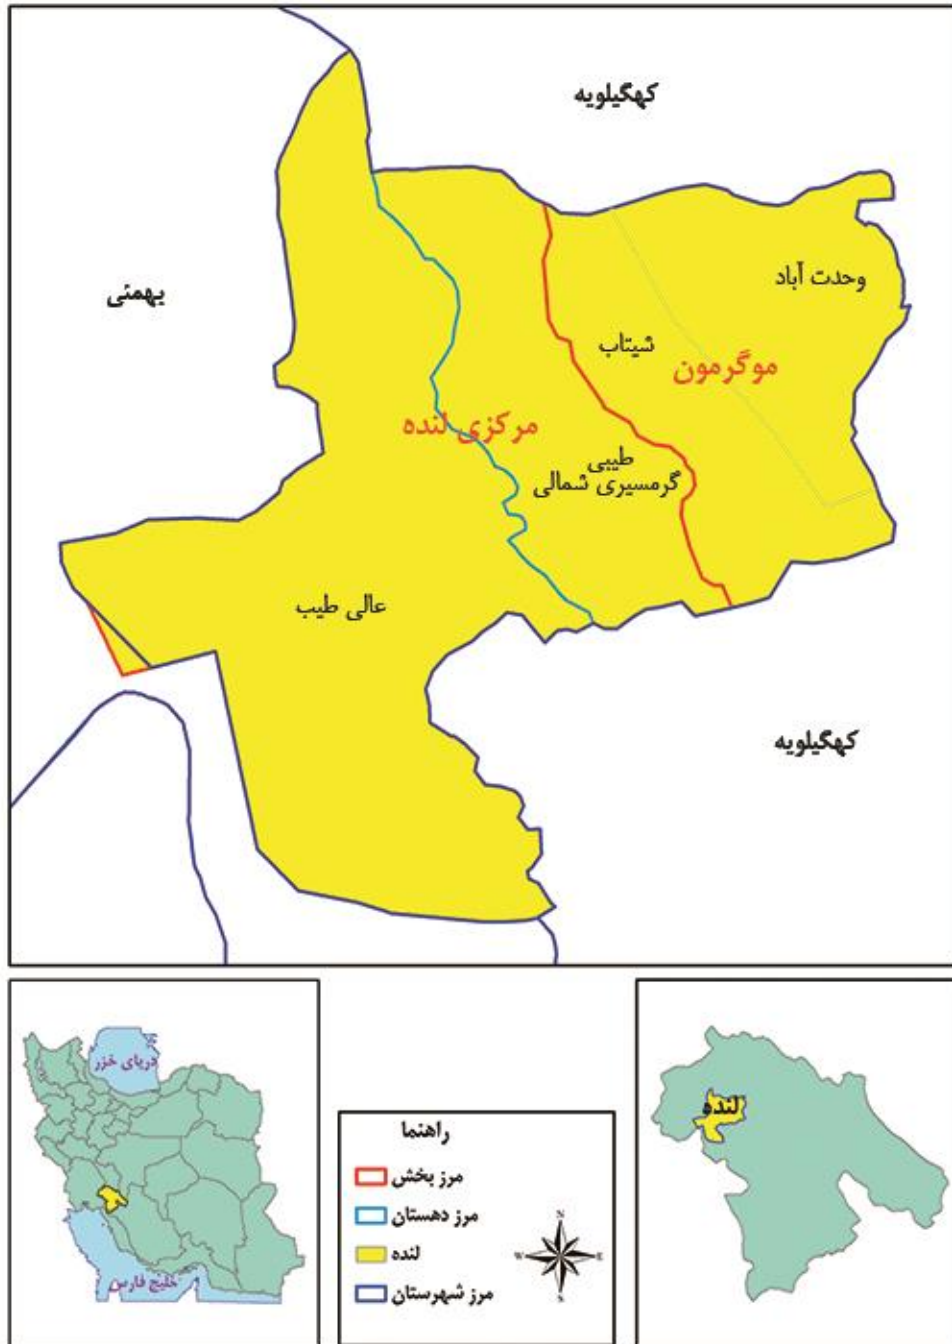 کهگیلویه
وحدت آباد
بهمئی
شیتاب
موگرمون
مرکزی لنده
طیبی
گرمسیری شمالی
عالی طیب
کهگیلویه
دریای خزر
خلیج فارس
راهنما
مرز بخش
مرز دهستان
لنده
مرز شهرستان
N
W
E
S
لنده